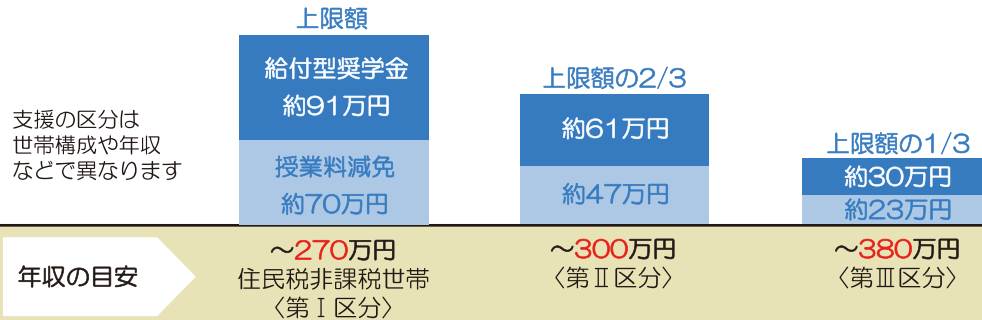 上限額
給付型奨学金
約91万円
授業料減免
約70万円
上限額の2/3
約61万円
約47万円
上限額の1/3
約30万円
約23万円
支援の区分は
世帯構成や年収
などで異なります
年収の目安
～270万円
住民税非課税世帯
〈第Ⅰ区分〉
～300万円
〈第Ⅱ区分〉
～380万円
〈第Ⅲ区分〉